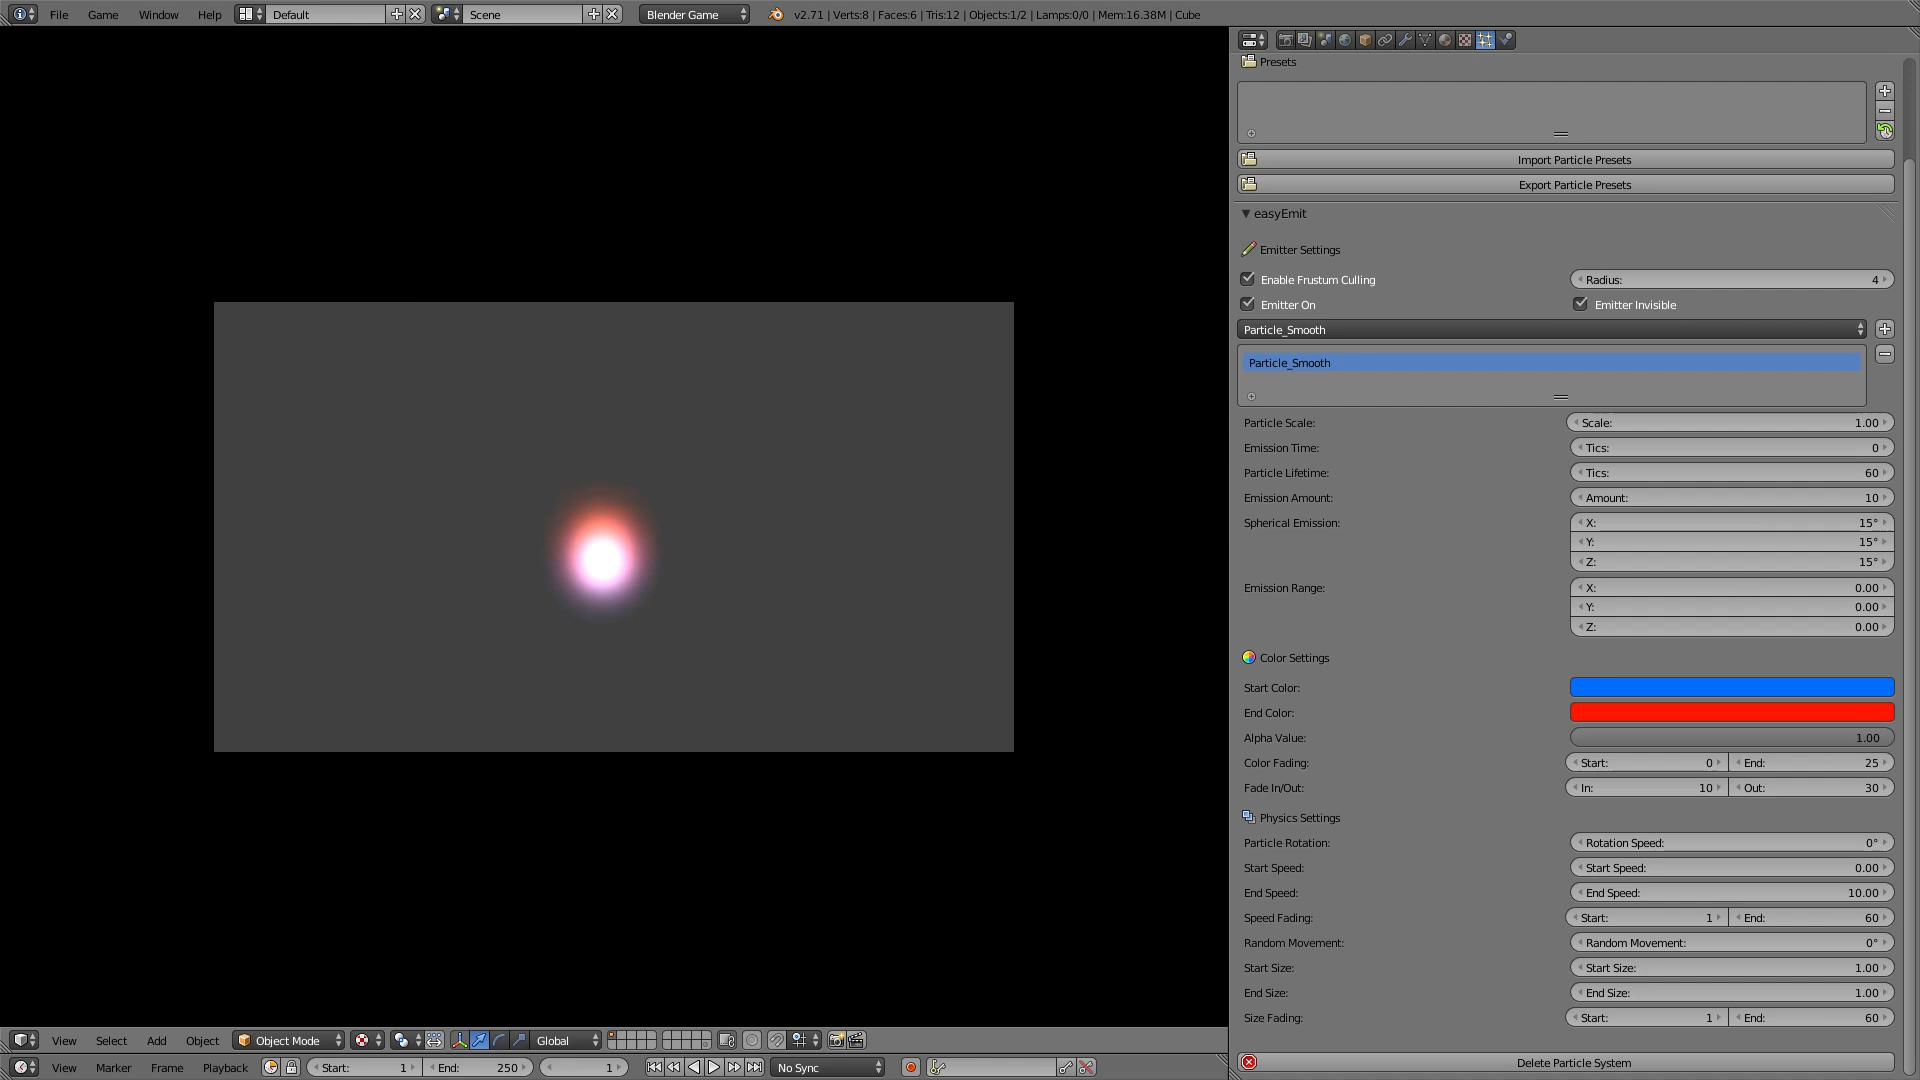 File Game Window Help Default Scene Blender Game v2.71 | Verts:8 | Faces:6 | Tris:12 | Objects:1/2 | Lamps:0/0 | Mem:16.38M | Cube
Presets
Import Particle Presets
Export Particle Presets
easyEmit
Emitter Settings
Enable Frustum Culling Radius: 4
Emitter On Emitter Invisible
Particle_Smooth
Particle_Smooth
Particle Scale: Scale: 1.00
Emission Time: Tics: 0
Particle Lifetime: Tics: 60
Emission Amount: Amount: 10
Spherical Emission: X: 15°
Y: 15°
Z: 15°
Emission Range: X: 0.00
Y: 0.00
Z: 0.00
Color Settings
Start Color:
End Color:
Alpha Value: 1.00
Color Fading: Start: 0 End: 25
Fade In/Out: In: 10 Out: 30
Physics Settings
Particle Rotation: Rotation Speed: 0°
Start Speed: Start Speed: 0.00
End Speed: End Speed: 10.00
Speed Fading: Start: 1 End: 60
Random Movement: Random Movement: 0°
Start Size: Start Size: 1.00
End Size: End Size: 1.00
Size Fading: Start: 1 End: 60
Delete Particle System
View Select Add Object Object Mode Global
View Marker Frame Playback Start: 1 End: 250 1 No Sync